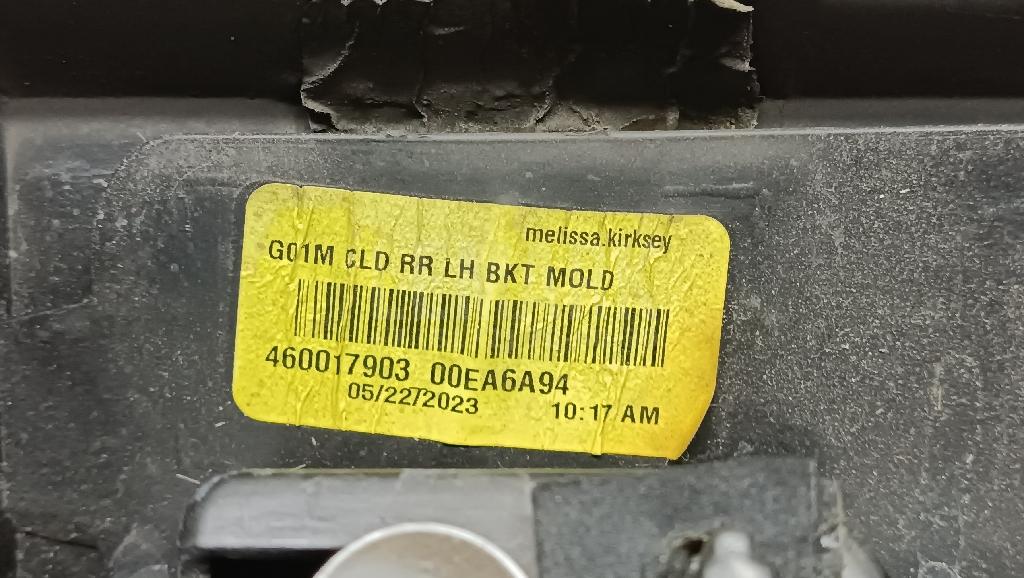 melissa.kirksey
G01M CLD RR LH BKT MOLD
460017903 00EA6A94
05/22/2023 10:17 AM